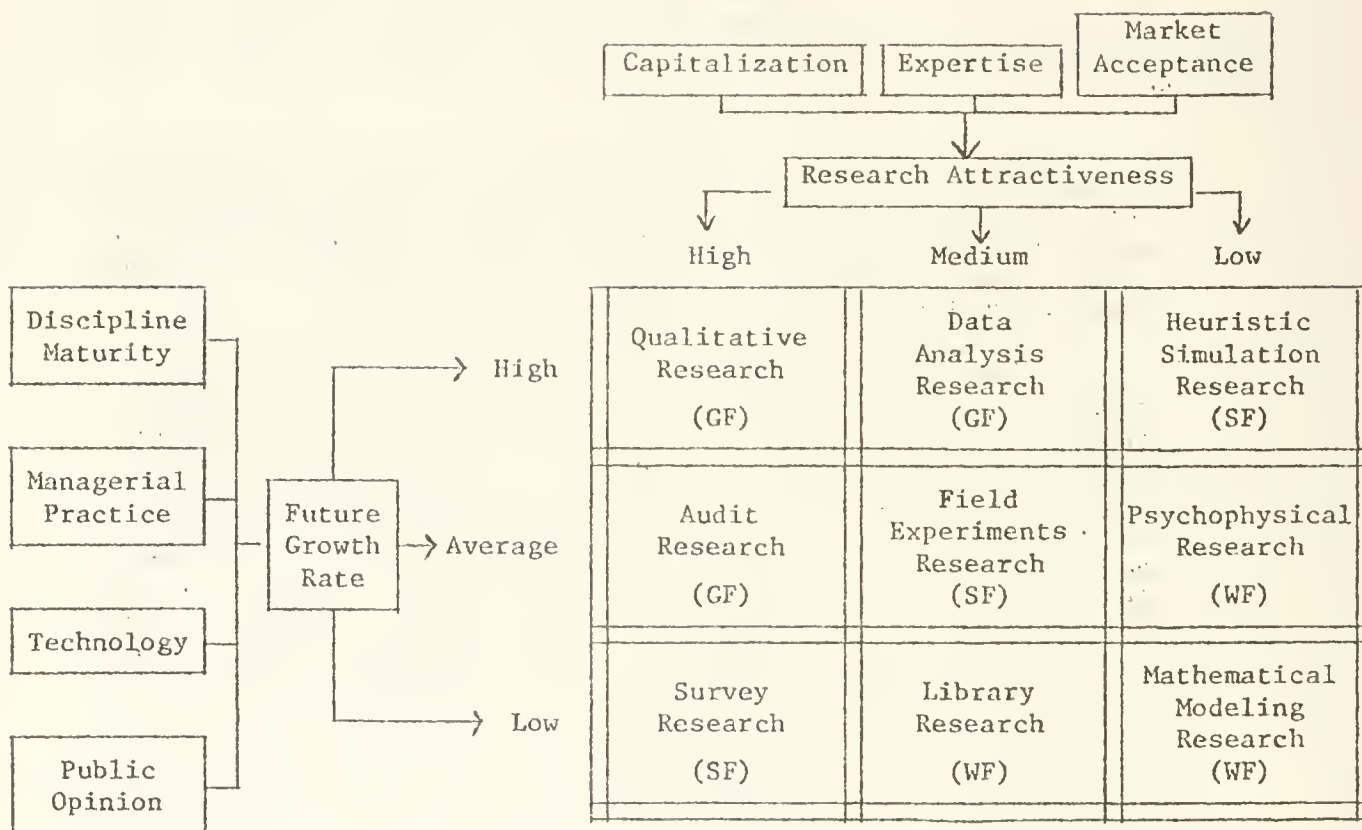 Capitalization
Expertise
Market
Acceptance
Research Attractiveness
High
Medium
Low
Discipline
Maturity
Managerial
Practice
Technology
Public
Opinion
Future
Growth
Rate
High
Average
Low
Qualitative
Research
(GF)
Data
Analysis
Research
(GF)
Heuristic
Simulation
Research
(SF)
Audit
Research
(GF)
Field
Experiments
Research
(SF)
Psychophysical
Research
(WF)
Survey
Research
(SF)
Library
Research
(WF)
Mathematical
Modeling
Research
(WF)